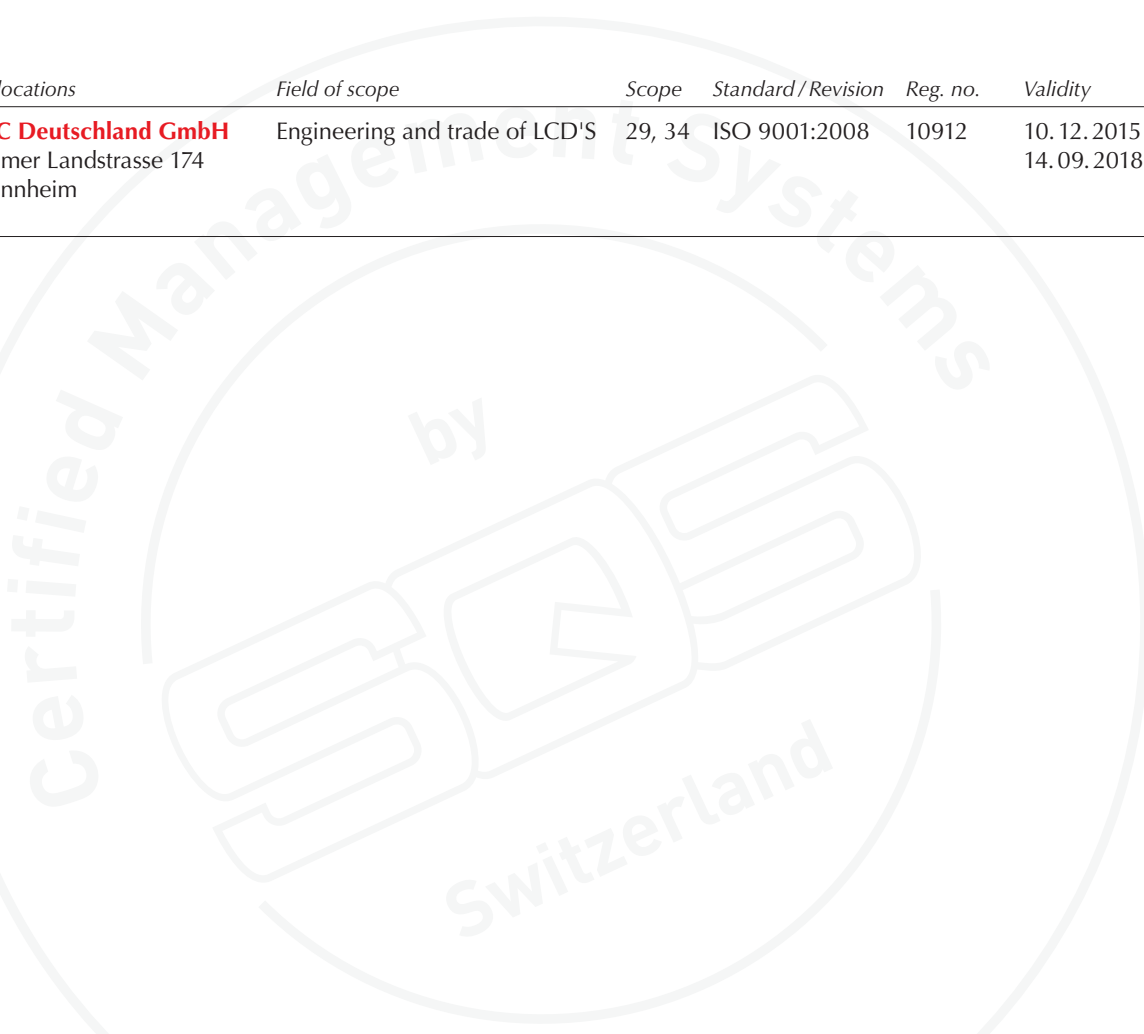 locations Field of scope Scope Standard / Revision Reg. no. Validity
C Deutschland GmbH Engineering and trade of LCD'S 29, 34 ISO 9001:2008 10912 10. 12. 2015
mer Landstrasse 174 14. 09. 2018
nnheim
Certified Management Systems
by
SQS
Switzerland